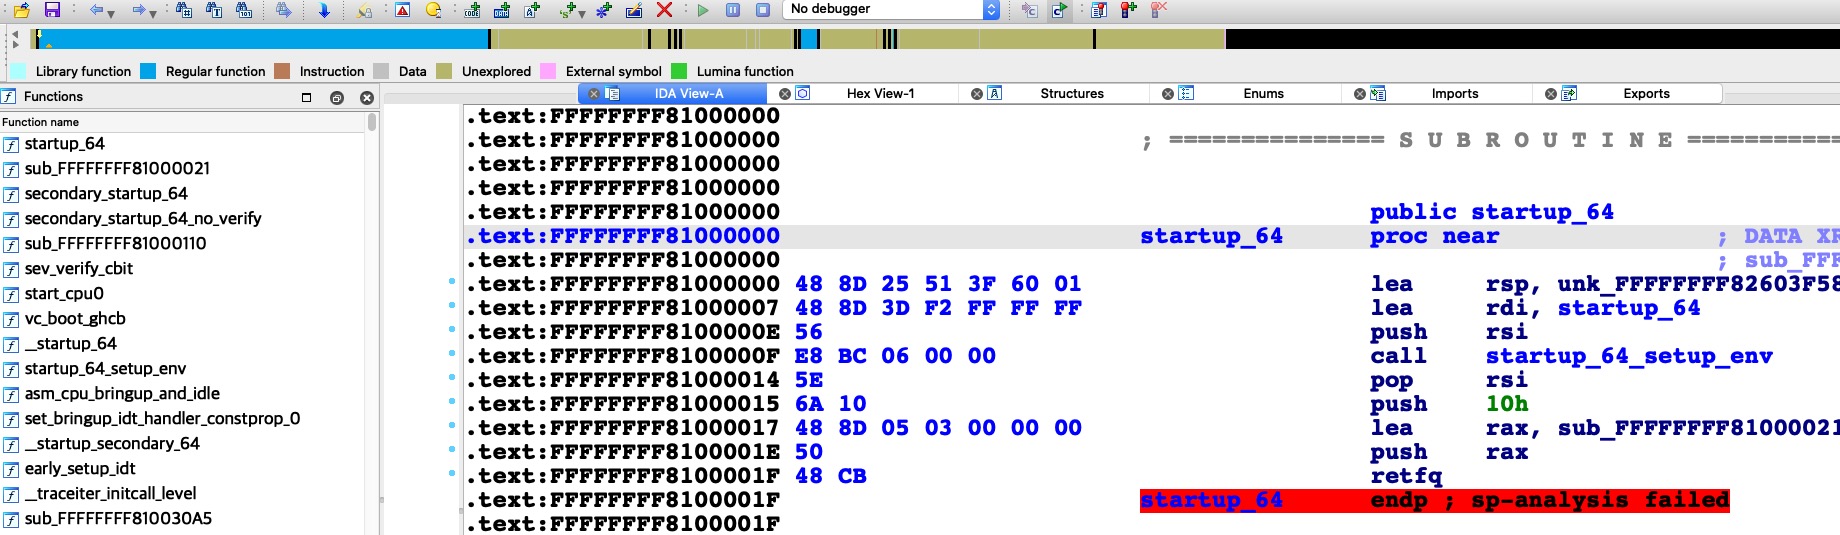 No debugger
Library function Regular function Instruction Data Unexplored External symbol Lumina function
Functions
IDA View-A Hex View-1 Structures Enums Imports Exports
Function name
startup_64
sub_FFFFFFFF81000021
secondary_startup_64
secondary_startup_64_no_verify
sub_FFFFFFFF81000110
sev_verify_cbit
start_cpu0
vc_boot_ghcb
__startup_64
startup_64_setup_env
asm_cpu_bringup_and_idle
set_bringup_idt_handler_constprop_0
__startup_secondary_64
early_setup_idt
__traceiter_initcall_level
sub_FFFFFFFF810030A5
.text:FFFFFFFF81000000
.text:FFFFFFFF81000000 ; =============== S U B R O U T I N E ===========
.text:FFFFFFFF81000000
.text:FFFFFFFF81000000
.text:FFFFFFFF81000000 public startup_64
.text:FFFFFFFF81000000 startup_64 proc near ; DATA XR
.text:FFFFFFFF81000000 ; sub_FFF
.text:FFFFFFFF81000000 48 8D 25 51 3F 60 01 lea rsp, unk_FFFFFFFF82603F58
.text:FFFFFFFF81000007 48 8D 3D F2 FF FF FF lea rdi, startup_64
.text:FFFFFFFF8100000E 56 push rsi
.text:FFFFFFFF8100000F E8 BC 06 00 00 call startup_64_setup_env
.text:FFFFFFFF81000014 5E pop rsi
.text:FFFFFFFF81000015 6A 10 push 10h
.text:FFFFFFFF81000017 48 8D 05 03 00 00 00 lea rax, sub_FFFFFFFF81000021
.text:FFFFFFFF8100001E 50 push rax
.text:FFFFFFFF8100001F 48 CB retfq
.text:FFFFFFFF8100001F startup_64 endp ; sp-analysis failed
.text:FFFFFFFF8100001F